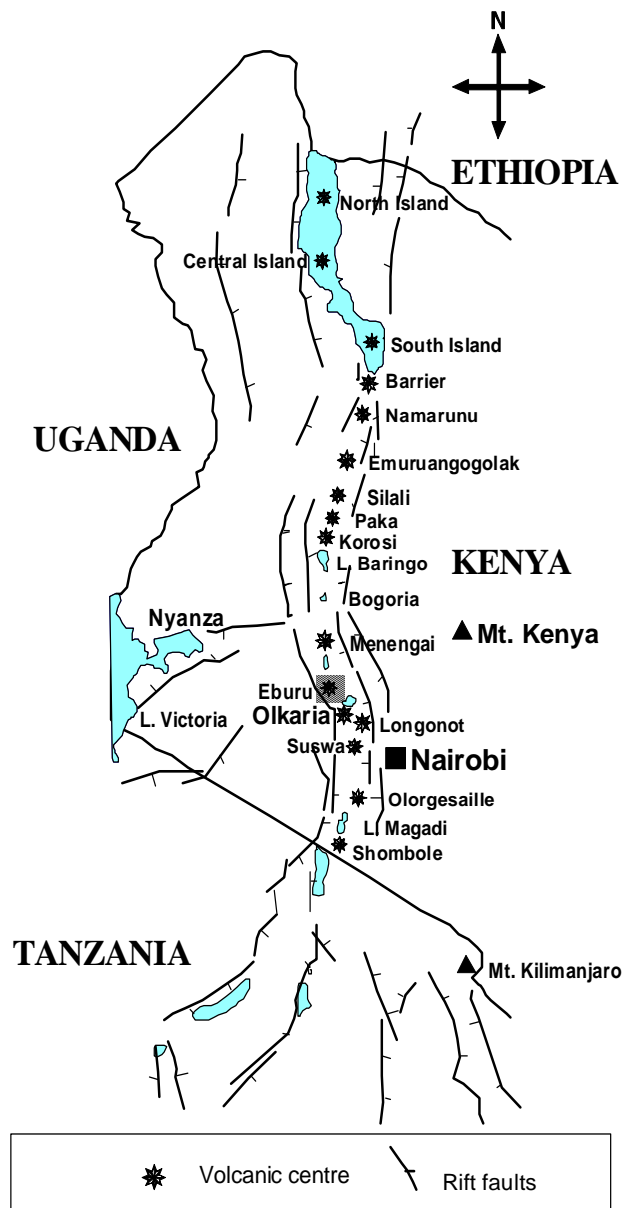 N
ETHIOPIA
North Island
Central Island
South Island
Barrier
Namarunu
UGANDA
Emuruangogolak
Silali
Paka
Korosi
L. Baringo
KENYA
Bogoria
Nyanza
Menengai
Mt. Kenya
Eburu
Olkaria
L. Victoria
Longonot
Suswa
Nairobi
Olorgesaille
L. Magadi
Shombole
TANZANIA
Mt. Kilimanjaro
Volcanic centre
Rift faults